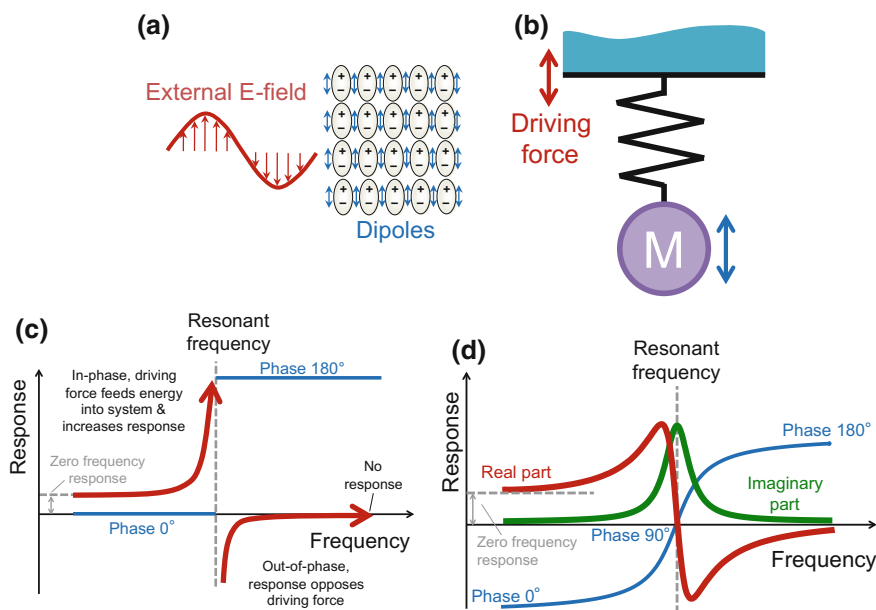 (a)
External E-field
+ + + + +
− − − − −
+ + + + +
− − − − −
+ + + + +
− − − − −
+ + + + +
− − − − −
Dipoles
(b)
Driving
force
M
(c)
Resonant
frequency
Response
In-phase, driving
force feeds energy
into system &
increases response
Phase 180°
Zero frequency
response
No
response
Phase 0°
Frequency
Out-of-phase,
response opposes
driving force
(d)
Resonant
frequency
Response
Phase 180°
Real part
Imaginary
part
Phase 90°
Zero frequency
response
Frequency
Phase 0°